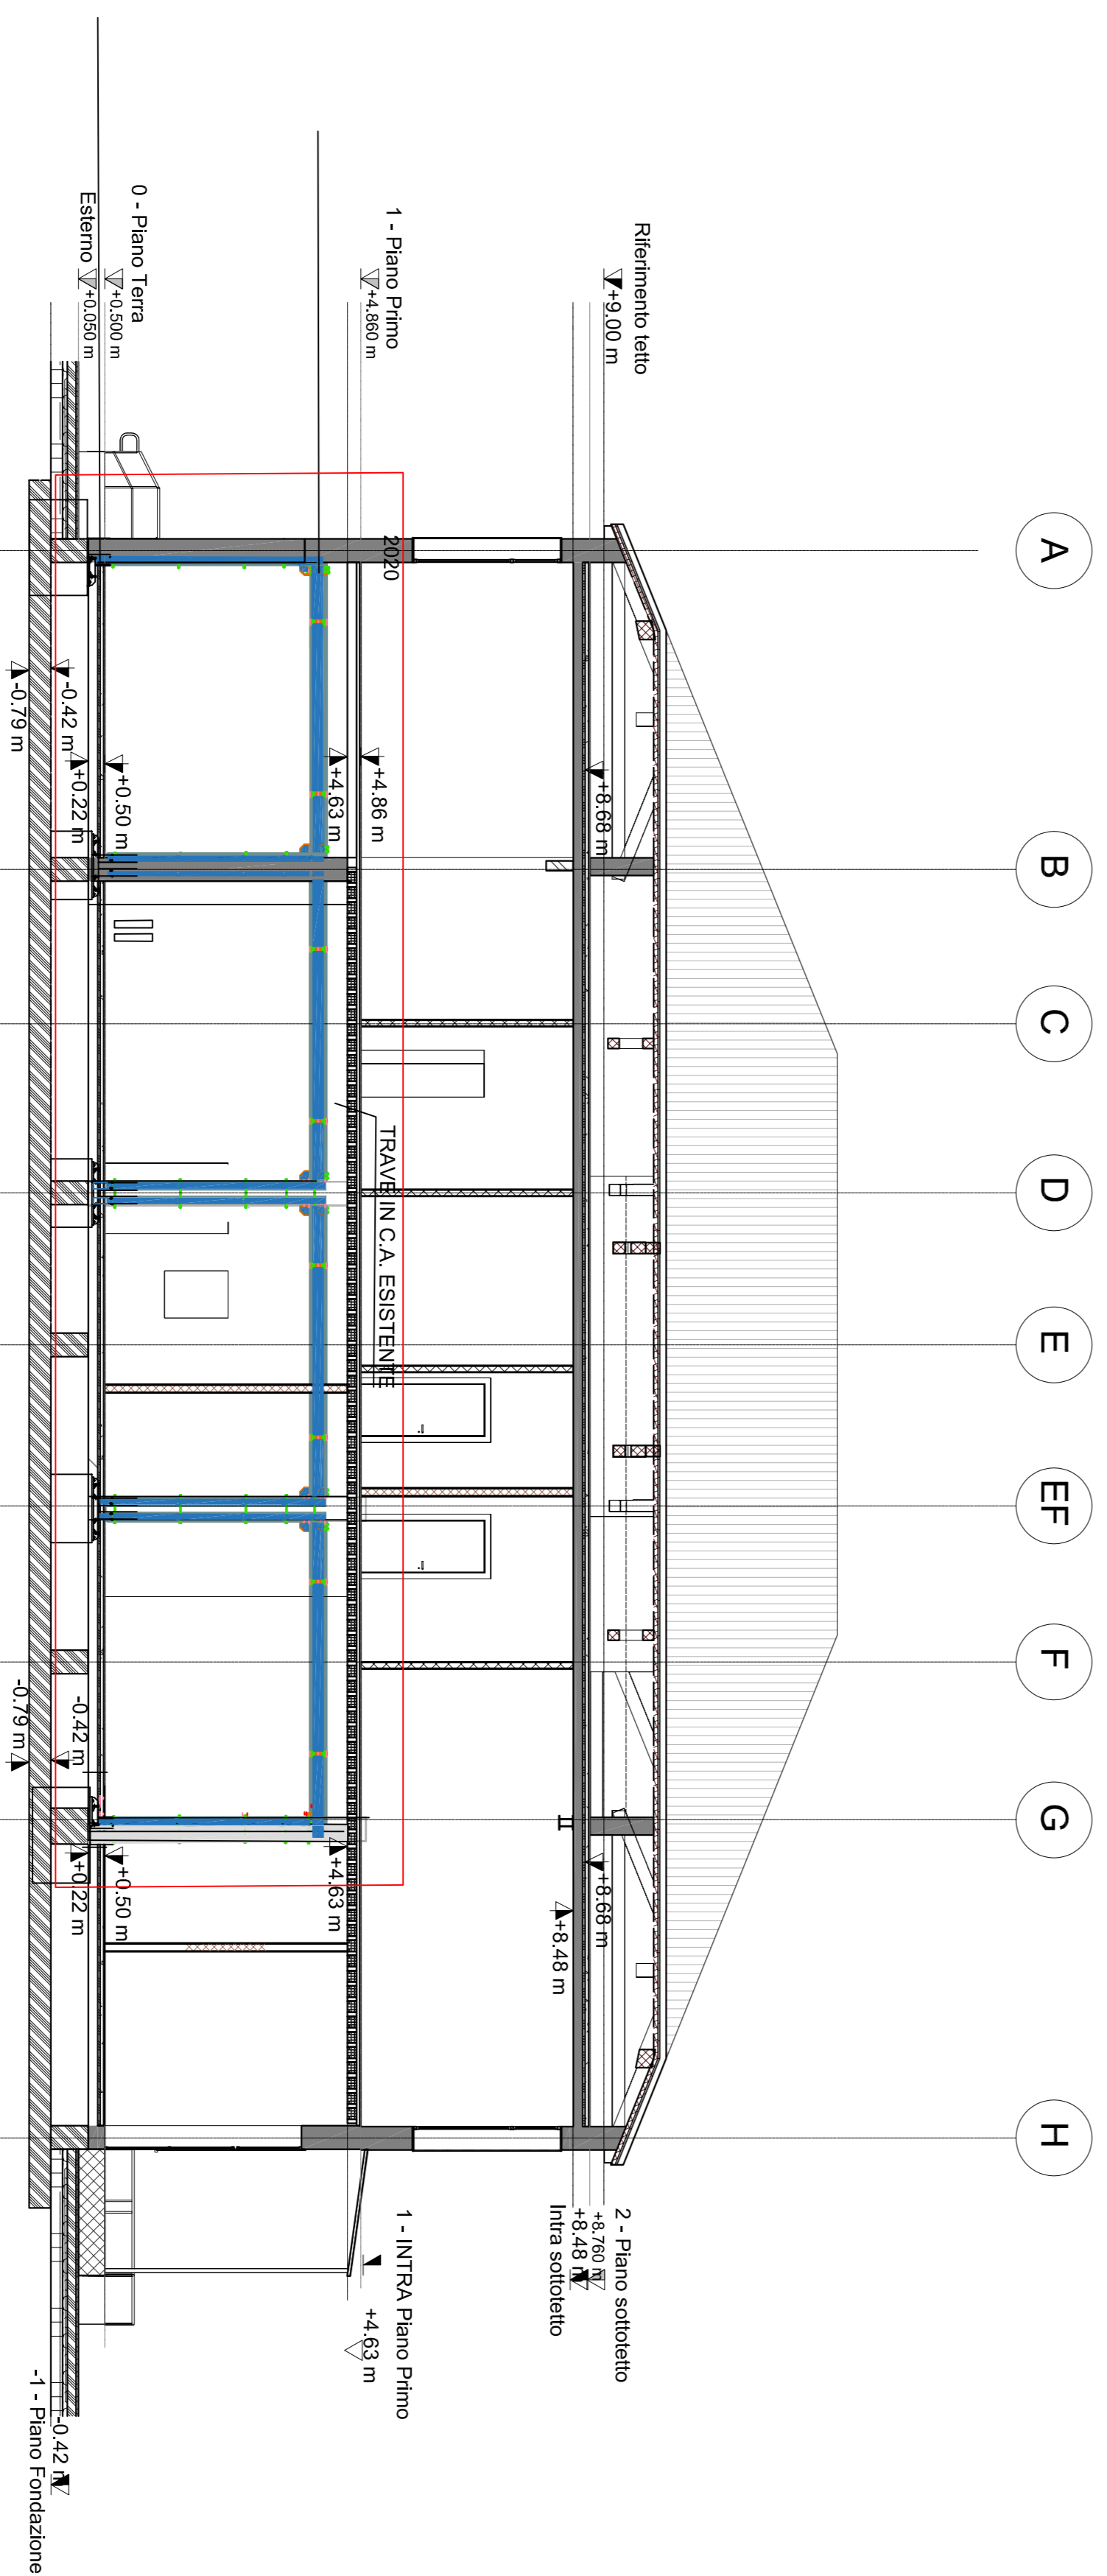 A
B
C
D
E
EF
F
G
H
Riferimento tetto
+9.00 m
1 - Piano Primo
+4.860 m
0 - Piano Terra
+0.500 m
Esterno
+0.050 m
2020
+8.68 m
+4.86 m
+4.63 m
+0.50 m
+0.22 m
-0.42 m
-0.79 m
TRAVE IN C.A. ESISTENTE
+8.68 m
+8.48 m
+4.63 m
+0.50 m
+0.22 m
-0.42 m
-0.79 m
2 - Piano sottotetto
+8.760 m
+8.48 m
Intra sottotetto
1 - INTRA Piano Primo
+4.63 m
-0.42 m
-1 - Piano Fondazione